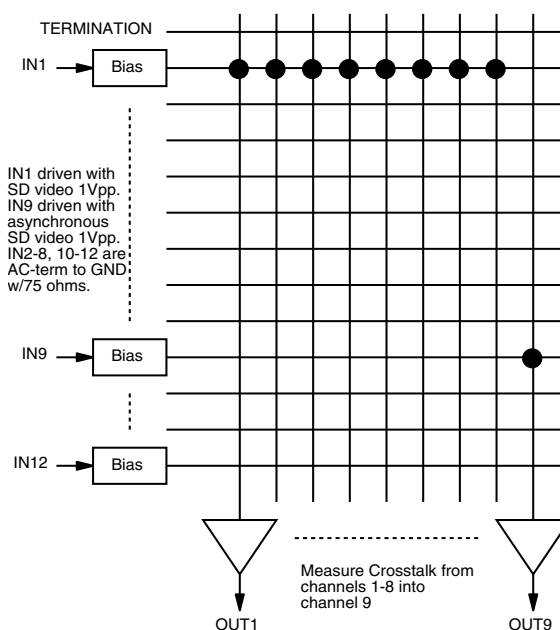 TERMINATION
IN1
Bias
IN1 driven with
SD video 1Vpp.
IN9 driven with
asynchronous
SD video 1Vpp.
IN2-8, 10-12 are
AC-term to GND
w/75 ohms.
IN9
Bias
IN12
Bias
Measure Crosstalk from
channels 1-8 into
channel 9
OUT1
OUT9